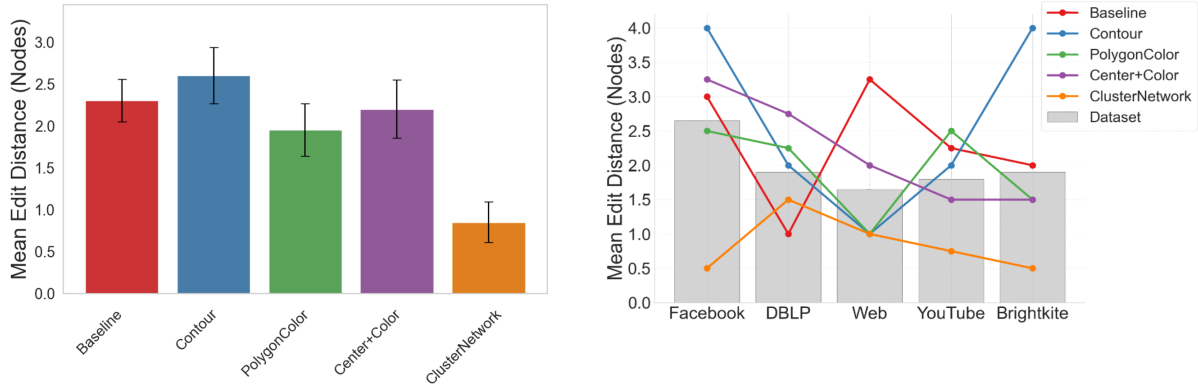 Mean Edit Distance (Nodes)
3.0
2.5
2.0
1.5
1.0
0.5
0.0
Baseline
Contour
PolygonColor
Center+Color
ClusterNetwork
Mean Edit Distance (Nodes)
4.0
3.5
3.0
2.5
2.0
1.5
1.0
0.5
0.0
Facebook
DBLP
Web
YouTube
Brightkite
Baseline
Contour
PolygonColor
Center+Color
ClusterNetwork
Dataset